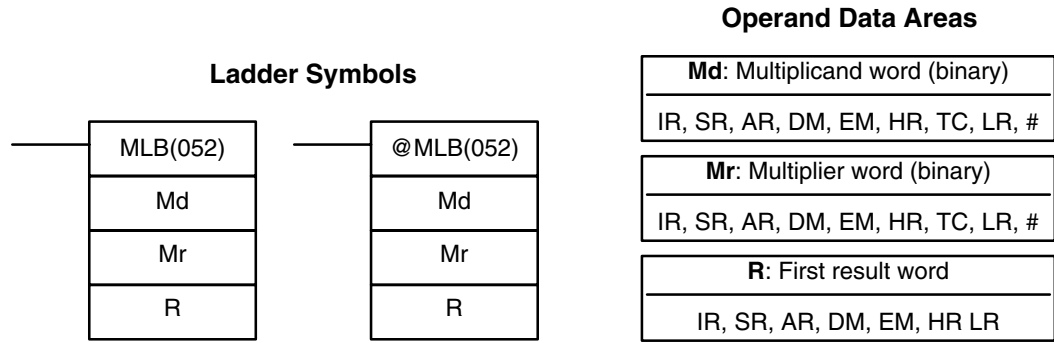 Ladder Symbols
MLB(052)
Md
Mr
R
@MLB(052)
Md
Mr
R
Operand Data Areas
Md: Multiplicand word (binary)
IR, SR, AR, DM, EM, HR, TC, LR, #
Mr: Multiplier word (binary)
IR, SR, AR, DM, EM, HR, TC, LR, #
R: First result word
IR, SR, AR, DM, EM, HR LR